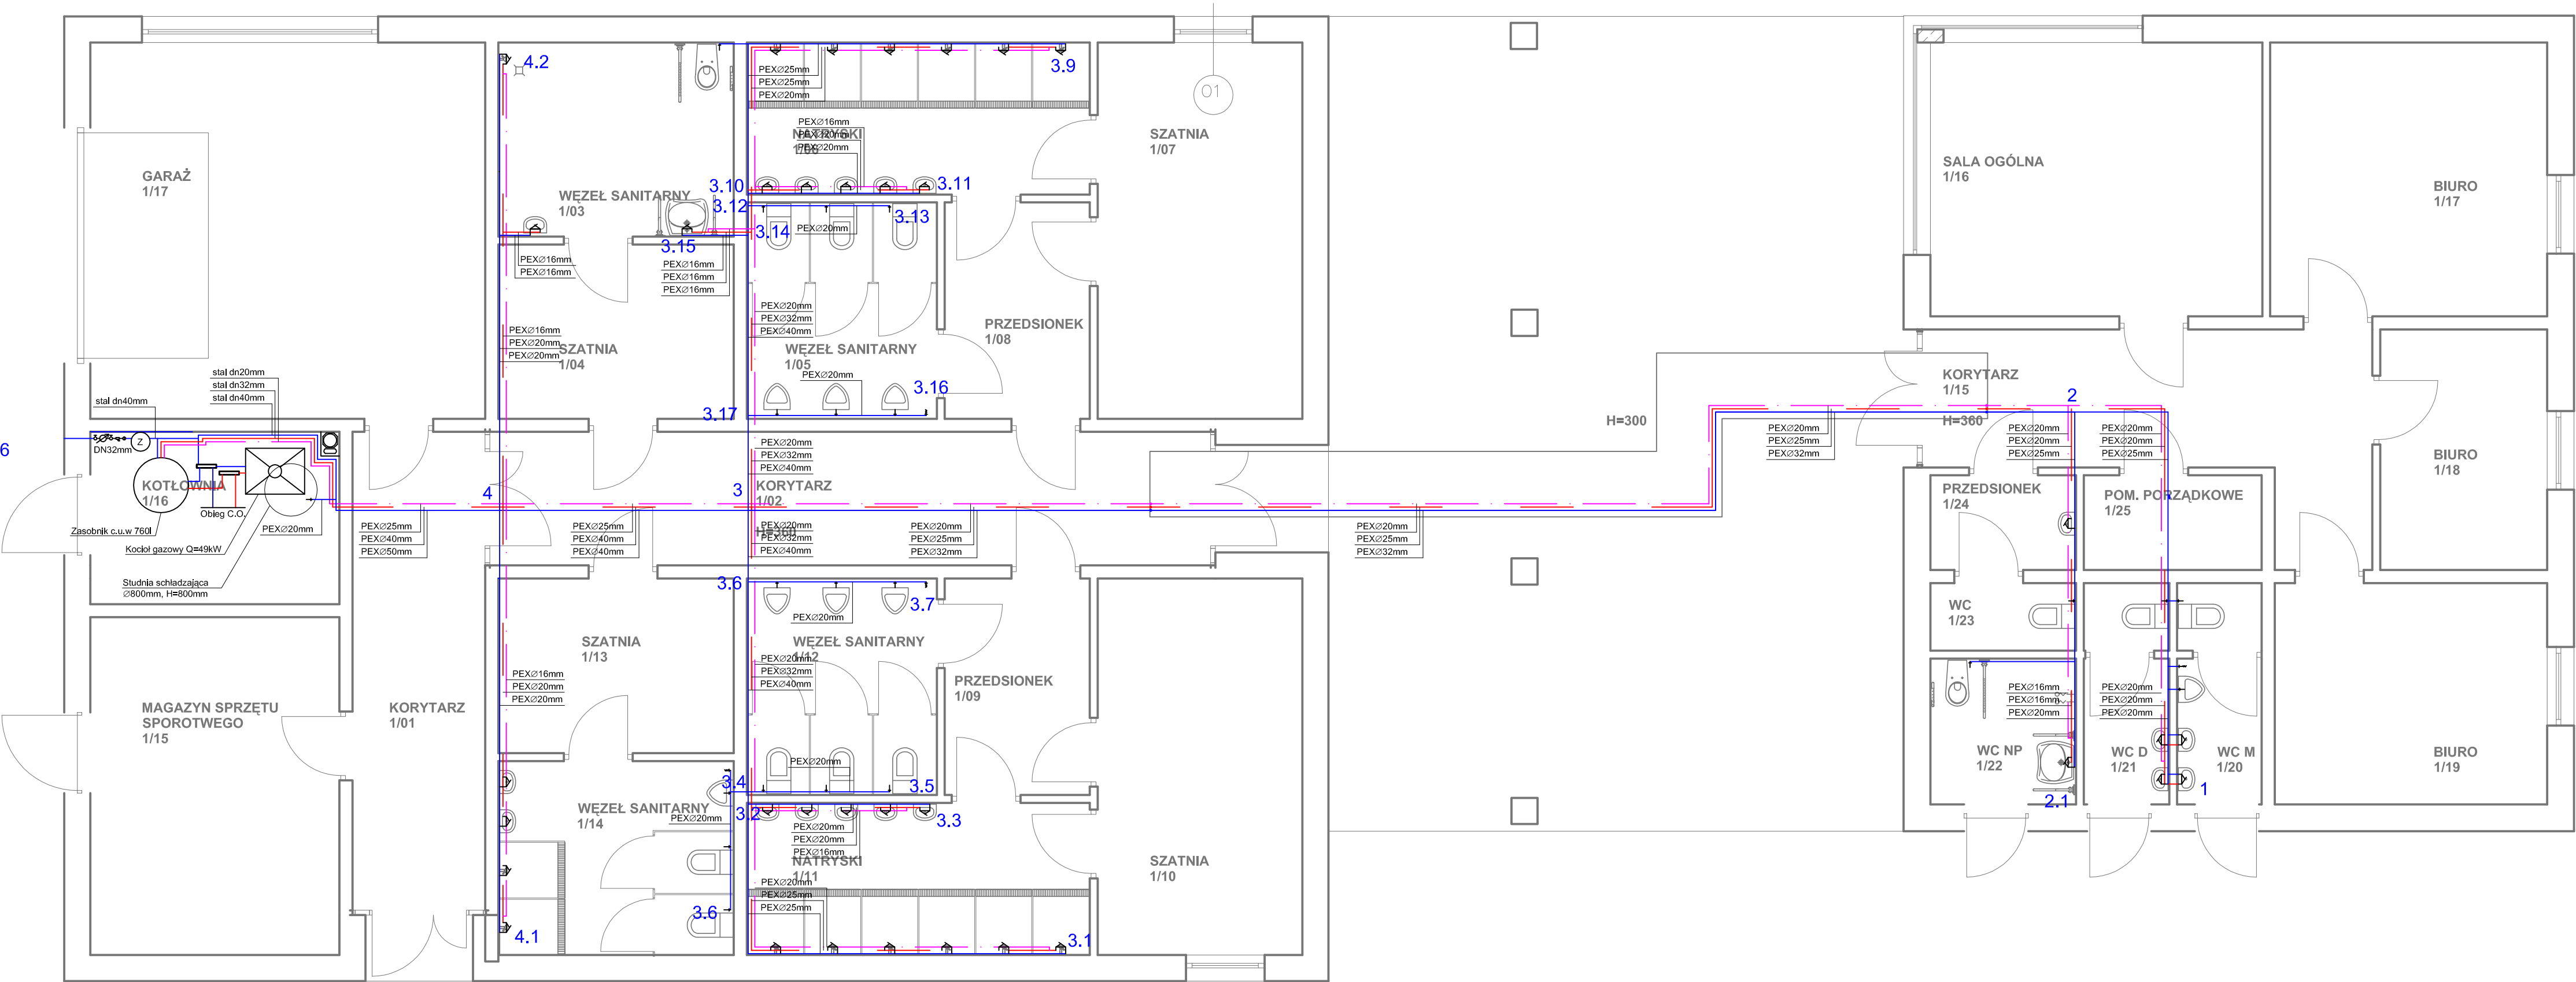 4.2
3.9
PEXØ25mm
PEXØ25mm
PEXØ20mm
O1
NATRYSKI
1/06
PEXØ16mm
PEXØ20mm
PEXØ20mm
SZATNIA
1/07
GARAŻ
1/17
WĘZEŁ SANITARNY
1/03
3.10
3.11
3.12
3.13
3.14
3.15
PEXØ20mm
PEXØ16mm
PEXØ16mm
PEXØ16mm
PEXØ16mm
PEXØ16mm
SALA OGÓLNA
1/16
BIURO
1/17
PEXØ20mm
PEXØ32mm
PEXØ40mm
PRZEDSIONEK
1/08
PEXØ16mm
PEXØ20mm
PEXØ20mm
SZATNIA
1/04
WĘZEŁ SANITARNY
1/05
PEXØ20mm
3.16
3.17
stal dn20mm
stal dn32mm
stal dn40mm
stal dn40mm
KORYTARZ
1/15
2
H=300
H=360
6
Z
DN32mm
KOTŁOWNIA
1/16
Obieg C.O.
PEXØ20mm
Zasobnik c.u.w 760l
Kocioł gazowy Q=49kW
Studnia schładzająca
Ø800mm, H=800mm
PEXØ20mm
PEXØ32mm
PEXØ40mm
4
3
KORYTARZ
1/02
H=360
PEXØ25mm
PEXØ40mm
PEXØ50mm
PEXØ25mm
PEXØ40mm
PEXØ40mm
PEXØ20mm
PEXØ32mm
PEXØ40mm
PEXØ20mm
PEXØ25mm
PEXØ32mm
PEXØ20mm
PEXØ25mm
PEXØ32mm
PEXØ20mm
PEXØ25mm
PEXØ32mm
PEXØ20mm
PEXØ20mm
PEXØ25mm
PEXØ20mm
PEXØ20mm
PEXØ25mm
BIURO
1/18
PRZEDSIONEK
1/24
POM. PORZĄDKOWE
1/25
3.6
3.7
PEXØ20mm
WC
1/23
SZATNIA
1/13
WĘZEŁ SANITARNY
1/12
PEXØ20mm
PEXØ32mm
PEXØ40mm
PEXØ16mm
PEXØ20mm
PEXØ20mm
PRZEDSIONEK
1/09
MAGAZYN SPRZĘTU
SPOROTWEGO
1/15
KORYTARZ
1/01
PEXØ16mm
PEXØ16mm
PEXØ20mm
PEXØ20mm
PEXØ20mm
PEXØ20mm
WC NP
1/22
WC D
1/21
WC M
1/20
BIURO
1/19
PEXØ20mm
3.4
3.5
2.1
1
WĘZEŁ SANITARNY
1/14
PEXØ20mm
3.2
3.3
PEXØ20mm
PEXØ20mm
PEXØ16mm
NATRYSKI
1/11
SZATNIA
1/10
PEXØ20mm
PEXØ25mm
PEXØ25mm
3.6
4.1
3.1